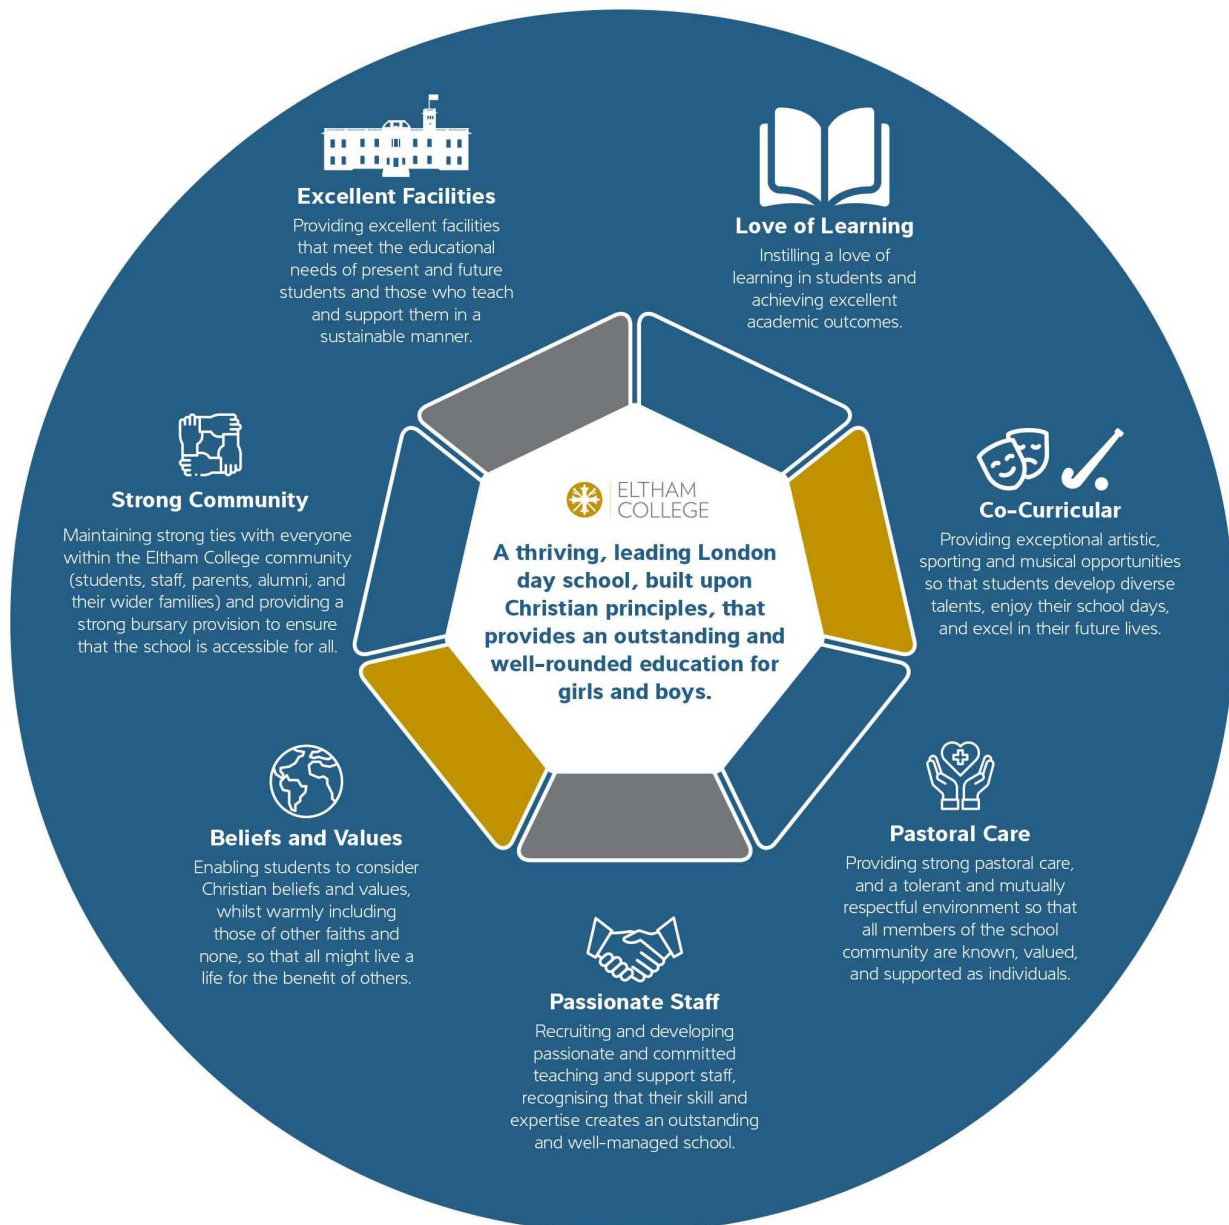 Excellent Facilities
Providing excellent facilities
that meet the educational
needs of present and future
students and those who teach
and support them in a
sustainable manner.
Love of Learning
Instilling a love of
learning in students and
achieving excellent
academic outcomes.
Strong Community
Maintaining strong ties with everyone
within the Eltham College community
(students, staff, parents, alumni, and
their wider families) and providing a
strong bursary provision to ensure
that the school is accessible for all.
ELTHAM
COLLEGE
A thriving, leading London
day school, built upon
Christian principles, that
provides an outstanding and
well-rounded education for
girls and boys.
Co-Curricular
Providing exceptional artistic,
sporting and musical opportunities
so that students develop diverse
talents, enjoy their school days,
and excel in their future lives.
Beliefs and Values
Enabling students to consider
Christian beliefs and values,
whilst warmly including
those of other faiths and
none, so that all might live a
life for the benefit of others.
Pastoral Care
Providing strong pastoral care,
and a tolerant and mutually
respectful environment so that
all members of the school
community are known, valued,
and supported as individuals.
Passionate Staff
Recruiting and developing
passionate and committed
teaching and support staff,
recognising that their skill and
expertise creates an outstanding
and well-managed school.